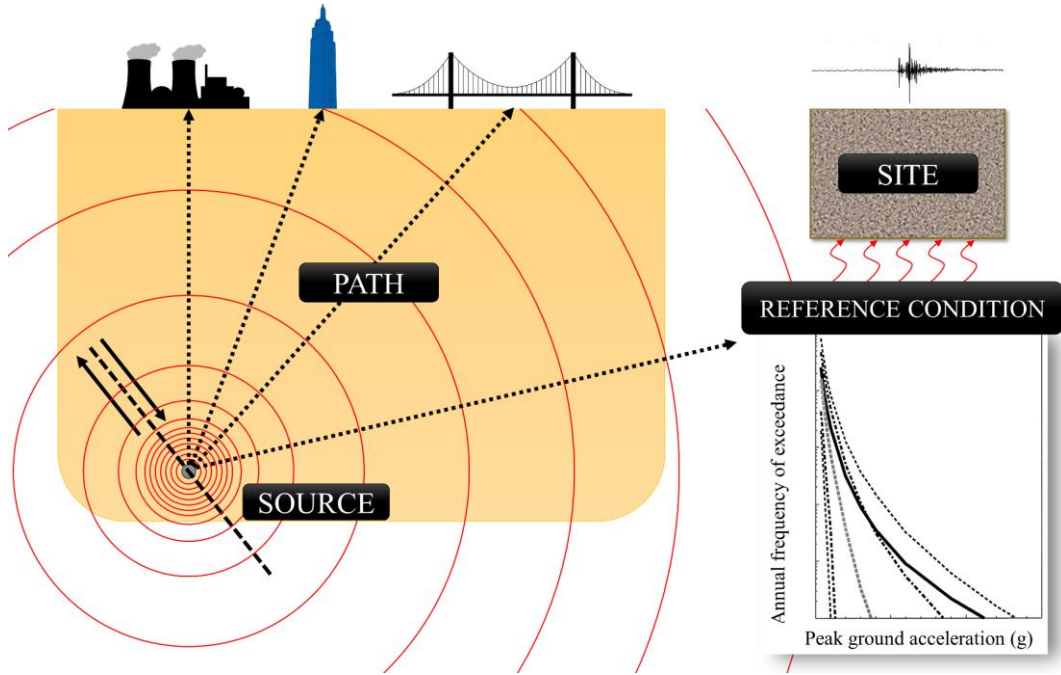 SITE
PATH
REFERENCE CONDITION
SOURCE
Annual frequency of exceedance
Peak ground acceleration (g)